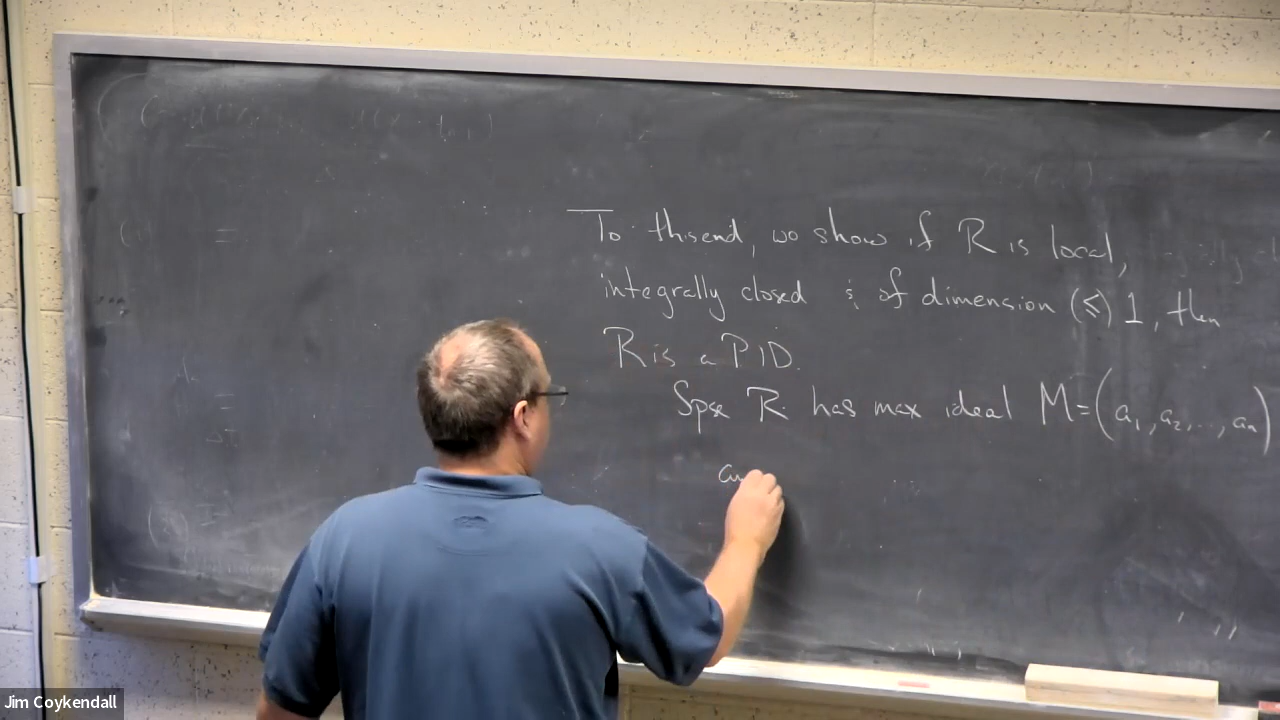 To this end, we show if R is local,
integrally closed & of dimension (≤) 1, then
R is a PID.
Spse R has max ideal M=(a₁, a₂, .., aₙ)
Jim Coykendall